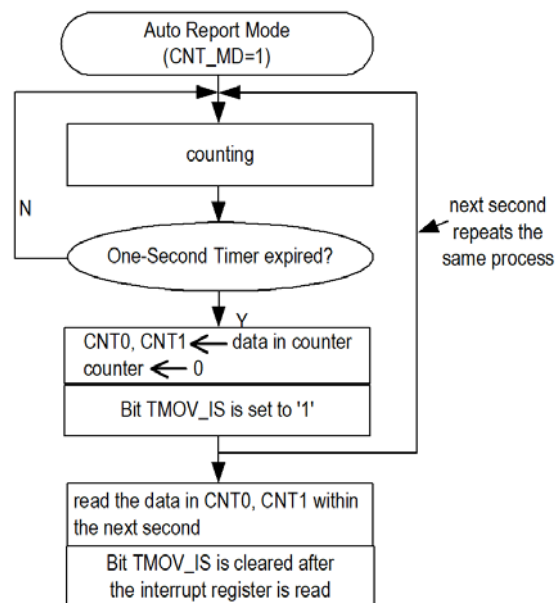 Auto Report Mode
(CNT_MD=1)
counting
N
next second
repeats the
same process
One-Second Timer expired?
Y
CNT0, CNT1 ← data in counter
counter ← 0
Bit TMOV_IS is set to '1'
read the data in CNT0, CNT1 within
the next second
Bit TMOV_IS is cleared after
the interrupt register is read